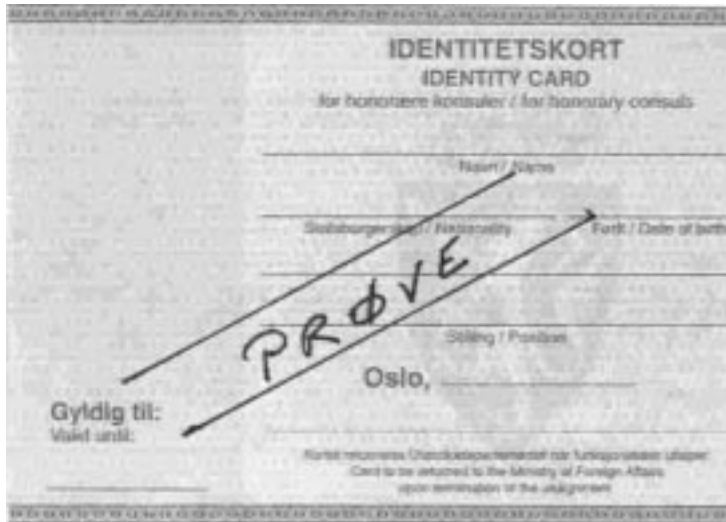 IDENTITETSKORT
IDENTITY CARD
for honorære konsuler / for honorary consuls
Navn / Name
Statsborgerskap / Nationality
Født / Date of birth
PRØVE
Stilling / Position
Oslo,
Gyldig til:
Valid until:
Kortet returneres Utenriksdepartementet når funksjonstiden utløper
Card to be returned to the Ministry of Foreign Affairs
upon termination of the assignment